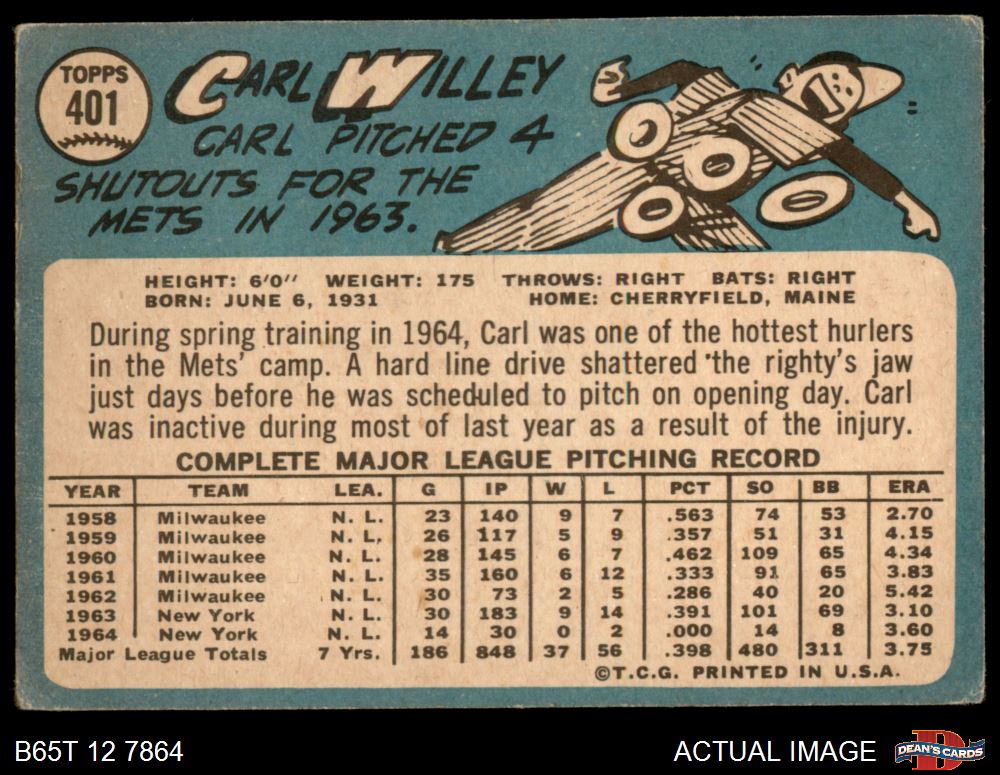 TOPPS
401
CARL WILLEY
CARL PITCHED 4
SHUTOUTS FOR THE
METS IN 1963.
HEIGHT: 6'0" WEIGHT: 175 THROWS: RIGHT BATS: RIGHT
BORN: JUNE 6, 1931 HOME: CHERRYFIELD, MAINE
During spring training in 1964, Carl was one of the hottest hurlers
in the Mets' camp. A hard line drive shattered the righty's jaw
just days before he was scheduled to pitch on opening day. Carl
was inactive during most of last year as a result of the injury.
COMPLETE MAJOR LEAGUE PITCHING RECORD
YEAR TEAM LEA. G IP W L PCT SO BB ERA
1958 Milwaukee N. L. 23 140 9 7 .563 74 53 2.70
1959 Milwaukee N. L. 26 117 5 9 .357 51 31 4.15
1960 Milwaukee N. L. 28 145 6 7 .462 109 65 4.34
1961 Milwaukee N. L. 35 160 6 12 .333 91 65 3.83
1962 Milwaukee N. L. 30 73 2 5 .286 40 20 5.42
1963 New York N. L. 30 183 9 14 .391 101 69 3.10
1964 New York N. L. 14 30 0 2 .000 14 8 3.60
Major League Totals 7 Yrs. 186 848 37 56 .398 480 311 3.75
©T.C.G. PRINTED IN U.S.A.
B65T 12 7864 ACTUAL IMAGE DEAN'S CARDS